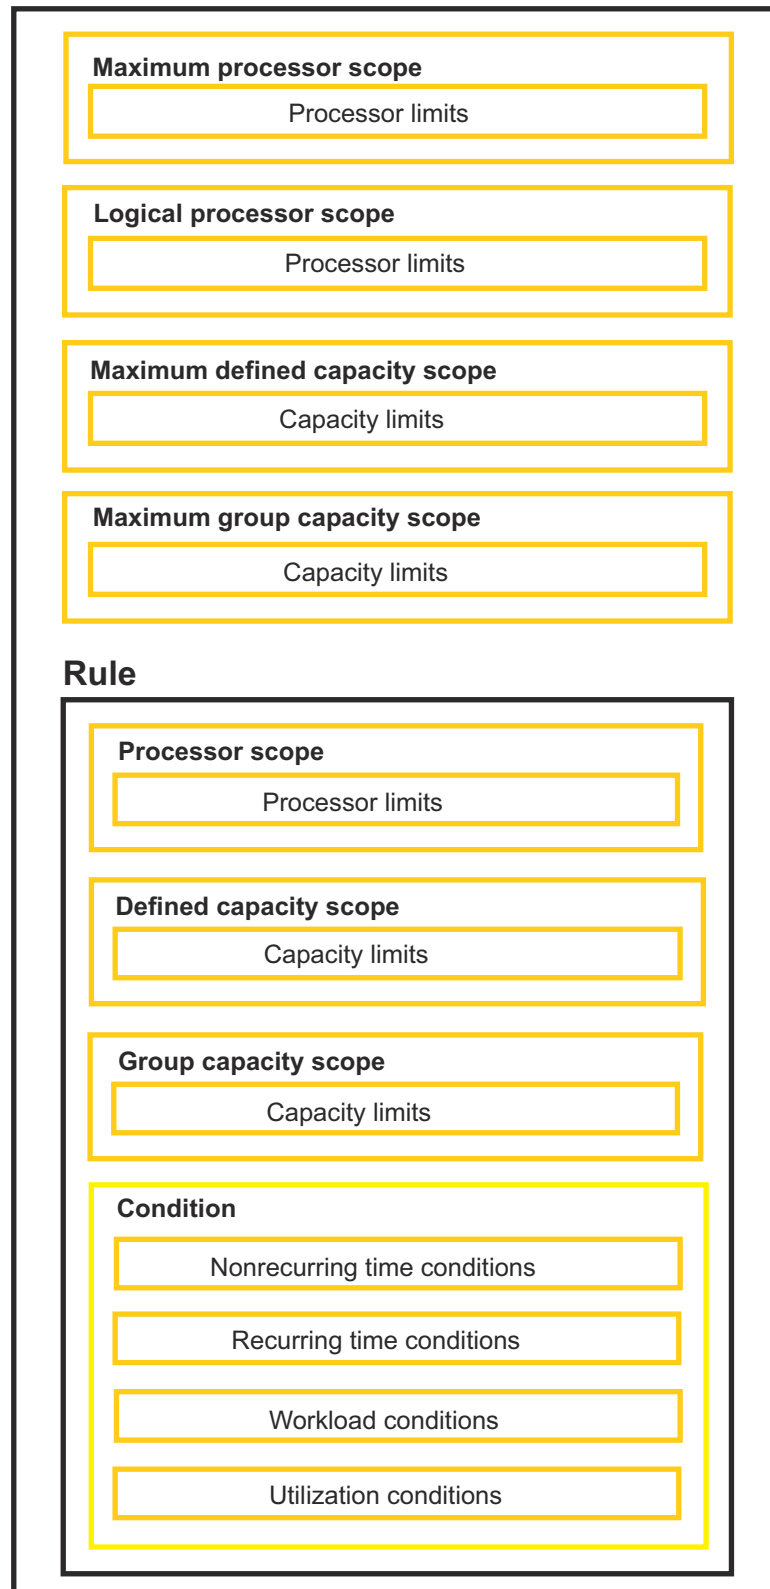 Maximum processor scope
Processor limits
Logical processor scope
Processor limits
Maximum defined capacity scope
Capacity limits
Maximum group capacity scope
Capacity limits
Rule
Processor scope
Processor limits
Defined capacity scope
Capacity limits
Group capacity scope
Capacity limits
Condition
Nonrecurring time conditions
Recurring time conditions
Workload conditions
Utilization conditions